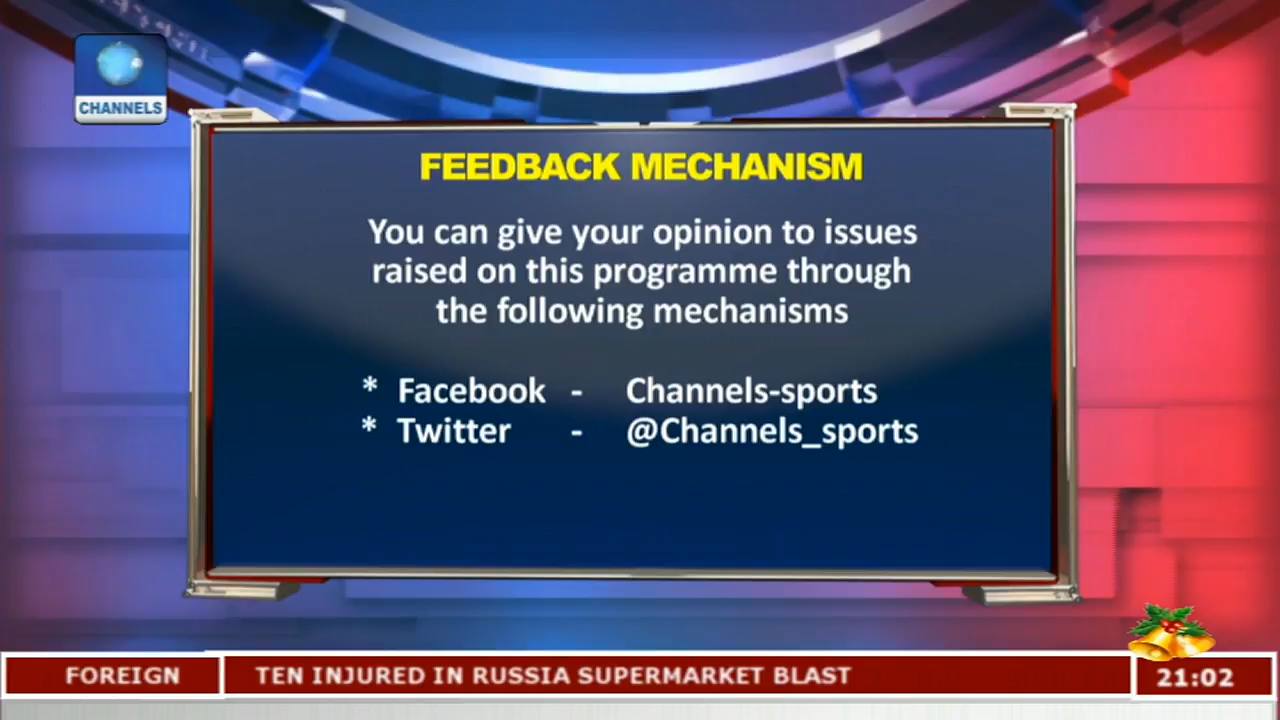 CHANNELS
FEEDBACK MECHANISM
You can give your opinion to issues
raised on this programme through
the following mechanisms
* Facebook - Channels-sports
* Twitter - @Channels_sports
FOREIGN TEN INJURED IN RUSSIA SUPERMARKET BLAST 21:02